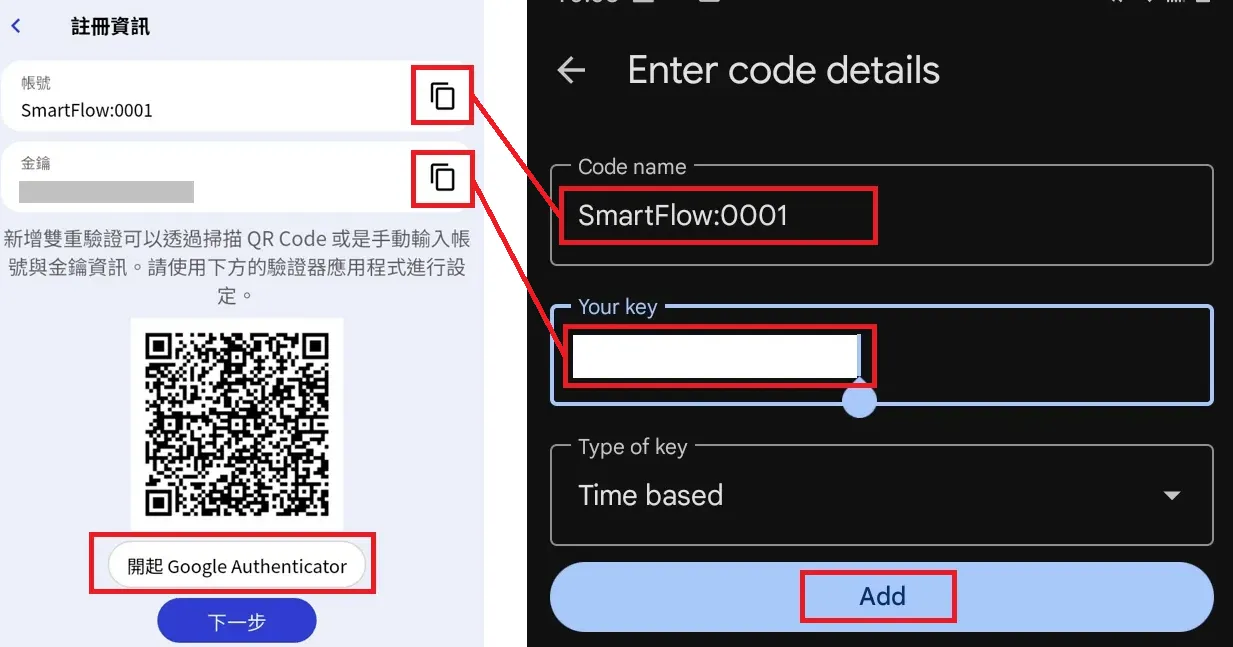 註冊資訊
帳號
SmartFlow:0001
金鑰
新增雙重驗證可以透過掃描 QR Code 或是手動輸入帳
號與金鑰資訊。請使用下方的驗證器應用程式進行設
定。
開起 Google Authenticator
下一步
Enter code details
Code name
SmartFlow:0001
Your key
Type of key
Time based
Add